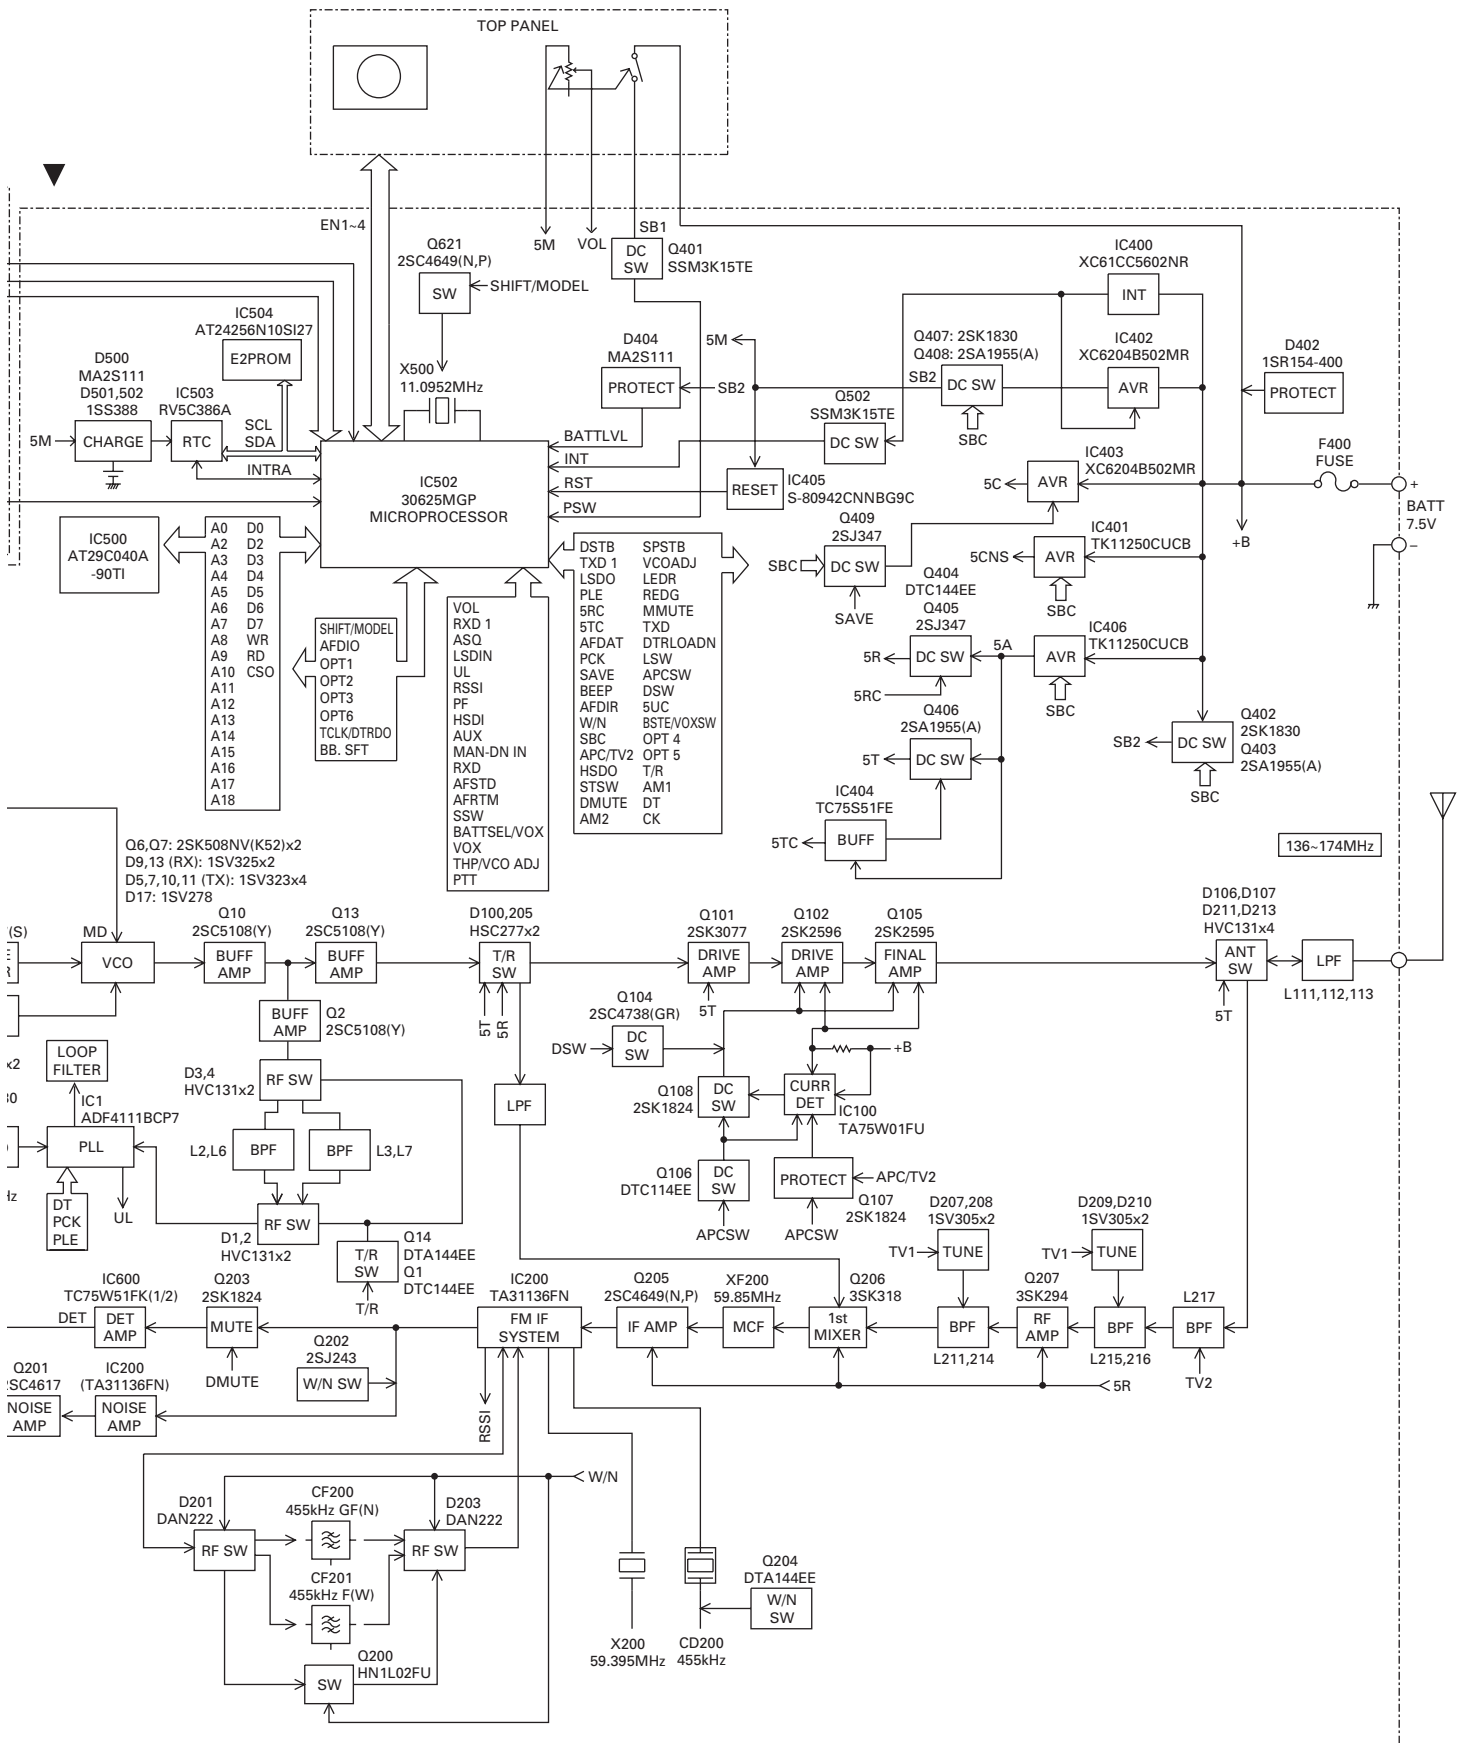 TOP PANEL
EN1~4
5M
VOL
SB1
DC
SW
Q401
SSM3K15TE
Q621
2SC4649(N,P)
SW
SHIFT/MODEL
X500
11.0952MHz
IC504
AT24256N10SI27
E2PROM
D500
MA2S111
D501,502
1SS388
IC503
RV5C386A
5M
CHARGE
RTC
SCL
SDA
INTRA
D404
MA2S111
PROTECT
SB2
5M
BATTLVL
INT
RST
PSW
Q502
SSM3K15TE
DC SW
RESET
IC405
S-80942CNNBG9C
Q407: 2SK1830
Q408: 2SA1955(A)
SB2
DC SW
SBC
IC400
XC61CC5602NR
INT
IC402
XC6204B502MR
AVR
D402
1SR154-400
PROTECT
IC403
XC6204B502MR
5C
AVR
F400
FUSE
+
BATT
7.5V
–
+B
IC401
TK11250CUCB
5CNS
AVR
SBC
Q409
2SJ347
SBC
DC SW
SAVE
Q404
DTC144EE
Q405
2SJ347
5R
DC SW
5RC
5A
IC406
TK11250CUCB
AVR
SBC
Q406
2SA1955(A)
5T
DC SW
SB2
DC SW
Q402
2SK1830
Q403
2SA1955(A)
SBC
IC404
TC75S51FE
5TC
BUFF
IC502
30625MGP
MICROPROCESSOR
IC500
AT29C040A
-90TI
A0 D0
A2 D2
A3 D3
A4 D4
A5 D5
A6 D6
A7 D7
A8 WR
A9 RD
A10 CSO
A11
A12
A13
A14
A15
A16
A17
A18
SHIFT/MODEL
AFDIO
OPT1
OPT2
OPT3
OPT6
TCLK/DTRDO
BB. SFT
VOL
RXD 1
ASQ
LSDIN
UL
RSSI
PF
HSDI
AUX
MAN-DN IN
RXD
AFSTD
AFRTM
SSW
BATTSEL/VOX
VOX
THP/VCO ADJ
PTT
DSTB SPSTB
TXD 1 VCOADJ
LSDO LEDR
PLE REDG
5RC MMUTE
5TC TXD
AFDAT DTRLOADN
PCK LSW
SAVE APCSW
BEEP DSW
AFDIR 5UC
W/N BSTE/VOXSW
SBC OPT 4
APC/TV2 OPT 5
HSDO T/R
STSW AM1
DMUTE DT
AM2 CK
136~174MHz
Q6,Q7: 2SK508NV(K52)x2
D9,13 (RX): 1SV325x2
D5,7,10,11 (TX): 1SV323x4
D17: 1SV278
(S)
MD
VCO
Q10
2SC5108(Y)
BUFF
AMP
Q13
2SC5108(Y)
BUFF
AMP
D100,205
HSC277x2
T/R
SW
5T
5R
Q101
2SK3077
DRIVE
AMP
5T
Q102
2SK2596
DRIVE
AMP
Q105
2SK2595
FINAL
AMP
D106,D107
D211,D213
HVC131x4
ANT
SW
5T
LPF
L111,112,113
BUFF
AMP
Q2
2SC5108(Y)
Q104
2SC4738(GR)
DSW
DC
SW
+B
LOOP
FILTER
x2
IC1
ADF4111BCP7
PLL
DT
PCK
PLE
UL
D3,4
HVC131x2
RF SW
L2,L6
BPF
BPF
L3,L7
RF SW
D1,2
HVC131x2
T/R
SW
Q14
DTA144EE
Q1
DTC144EE
T/R
LPF
Q108
2SK1824
DC
SW
CURR
DET
IC100
TA75W01FU
Q106
DTC114EE
DC
SW
APCSW
PROTECT
APC/TV2
Q107
2SK1824
APCSW
D207,208
1SV305x2
TV1
TUNE
D209,D210
1SV305x2
TV1
TUNE
IC600
TC75W51FK(1/2)
DET
DET
AMP
Q203
2SK1824
MUTE
DMUTE
IC200
TA31136FN
FM IF
SYSTEM
Q205
2SC4649(N,P)
IF AMP
XF200
59.85MHz
MCF
Q206
3SK318
1st
MIXER
BPF
L211,214
Q207
3SK294
RF
AMP
BPF
L215,216
L217
BPF
TV2
5R
Q202
2SJ243
W/N SW
Q201
2SC4617
NOISE
AMP
IC200
(TA31136FN)
NOISE
AMP
RSSI
W/N
D201
DAN222
RF SW
CF200
455kHz GF(N)
CF201
455kHz F(W)
D203
DAN222
RF SW
Q200
HN1L02FU
SW
X200
59.395MHz
CD200
455kHz
Q204
DTA144EE
W/N
SW